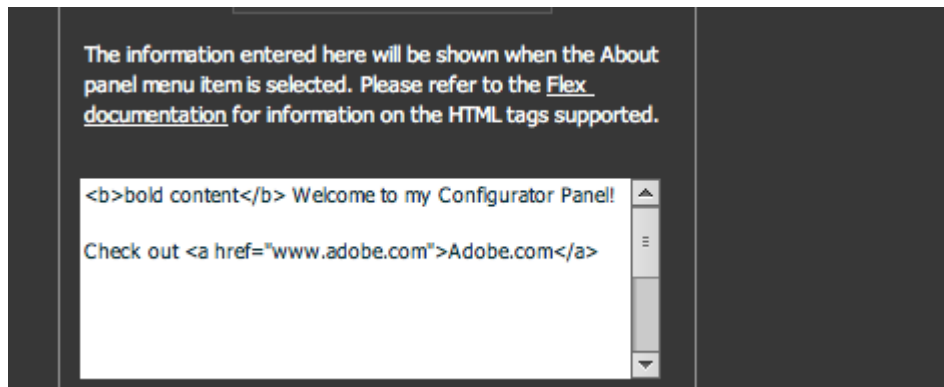 The information entered here will be shown when the About
panel menu item is selected. Please refer to the Flex
documentation for information on the HTML tags supported.
<b>bold content</b> Welcome to my Configurator Panel!
Check out <a href="www.adobe.com">Adobe.com</a>